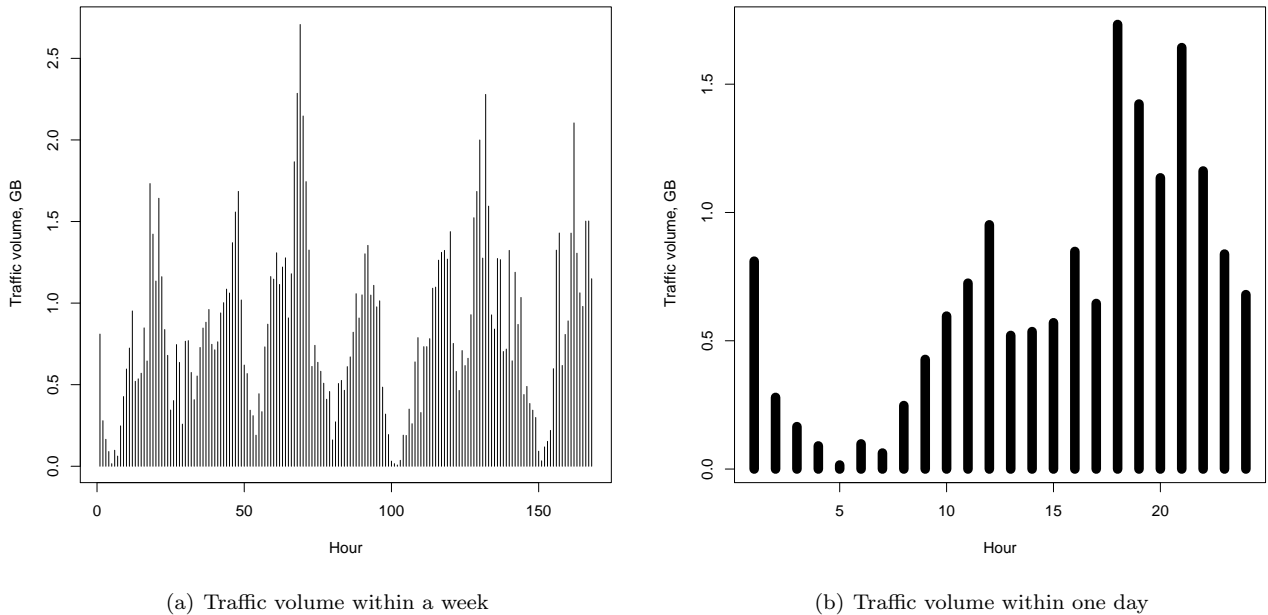 Traffic volume, GB
2.5
2.0
1.5
1.0
0.5
0.0
0 50 100 150
Hour
(a) Traffic volume within a week
Traffic volume, GB
1.5
1.0
0.5
0.0
5 10 15 20
Hour
(b) Traffic volume within one day